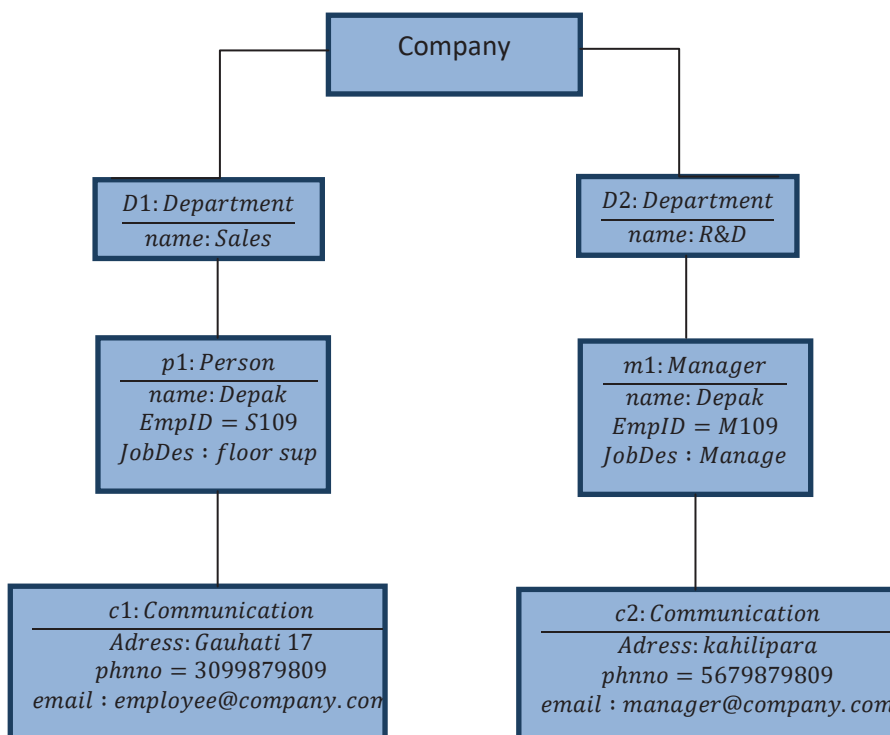 Company
D1: Department
name: Sales
D2: Department
name: R&D
p1: Person
name: Depak
EmpID = S109
JobDes : floor sup
m1: Manager
name: Depak
EmpID = M109
JobDes : Manage
c1: Communication
Adress: Gauhati 17
phnno = 3099879809
email : employee@company.com
c2: Communication
Adress: kahilipara
phnno = 5679879809
email : manager@company.com